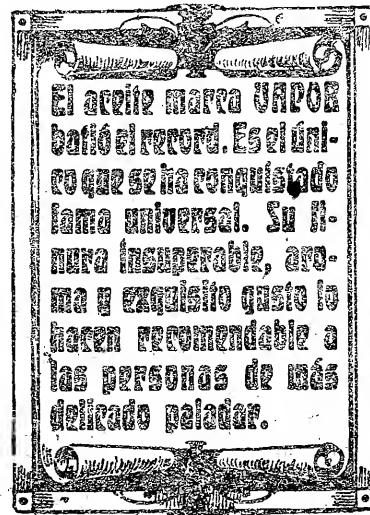 El aceite marca VAPOR
batió el record. Es el úni-
co que se ha conquistado
fama universal. Su fi-
nura insuperable, aro-
ma y exquisito gusto lo
hacen recomendable a
las personas de más
delicado paladar.